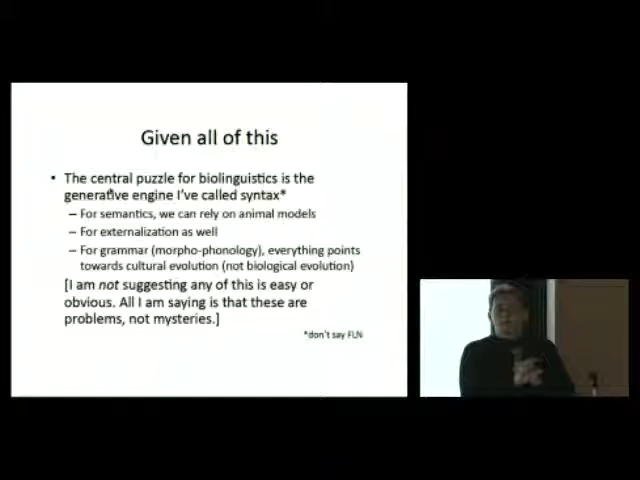 Given all of this
• The central puzzle for biolinguistics is the
generative engine I've called syntax*
– For semantics, we can rely on animal models
– For externalization as well
– For grammar (morpho-phonology), everything points
towards cultural evolution (not biological evolution)
[I am not suggesting any of this is easy or
obvious. All I am saying is that these are
problems, not mysteries.]
*don't say FLN